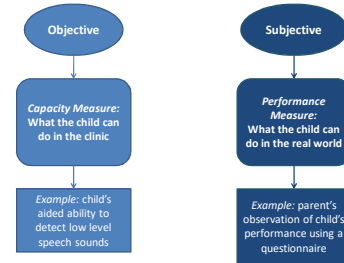 Objective
Capacity Measure:
What the child can
do in the clinic
Example: child's
aided ability to
detect low level
speech sounds
Subjective
Performance
Measure:
What the child can
do in the real world
Example: parent's
observation of child's
performance using a
questionnaire